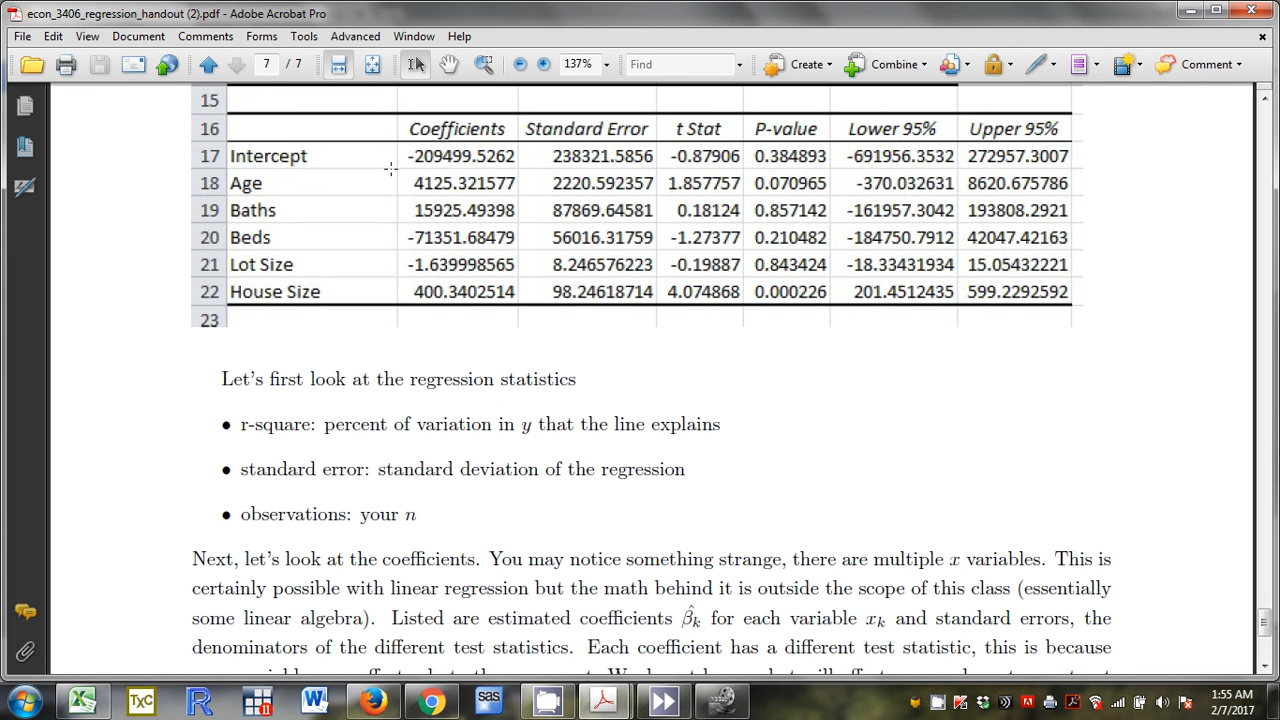 econ_3406_regression_handout (2).pdf - Adobe Acrobat Pro
File Edit View Document Comments Forms Tools Advanced Window Help
7 / 7 137% Find Create Combine Comment
15
16 Coefficients Standard Error t Stat P-value Lower 95% Upper 95%
17 Intercept -209499.5262 238321.5856 -0.87906 0.384893 -691956.3532 272957.3007
18 Age 4125.321577 2220.592357 1.857757 0.070965 -370.032631 8620.675786
19 Baths 15925.49398 87869.64581 0.18124 0.857142 -161957.3042 193808.2921
20 Beds -71351.68479 56016.31759 -1.27377 0.210482 -184750.7912 42047.42163
21 Lot Size -1.639998565 8.246576223 -0.19887 0.843424 -18.33431934 15.05432221
22 House Size 400.3402514 98.24618714 4.074868 0.000226 201.4512435 599.2292592
23
Let's first look at the regression statistics
• r-square: percent of variation in y that the line explains
• standard error: standard deviation of the regression
• observations: your n
Next, let's look at the coefficients. You may notice something strange, there are multiple x variables. This is
certainly possible with linear regression but the math behind it is outside the scope of this class (essentially
some linear algebra). Listed are estimated coefficients β̂k for each variable xk and standard errors, the
denominators of the different test statistics. Each coefficient has a different test statistic, this is because
TxC R 11 W sas
1:55 AM
2/7/2017